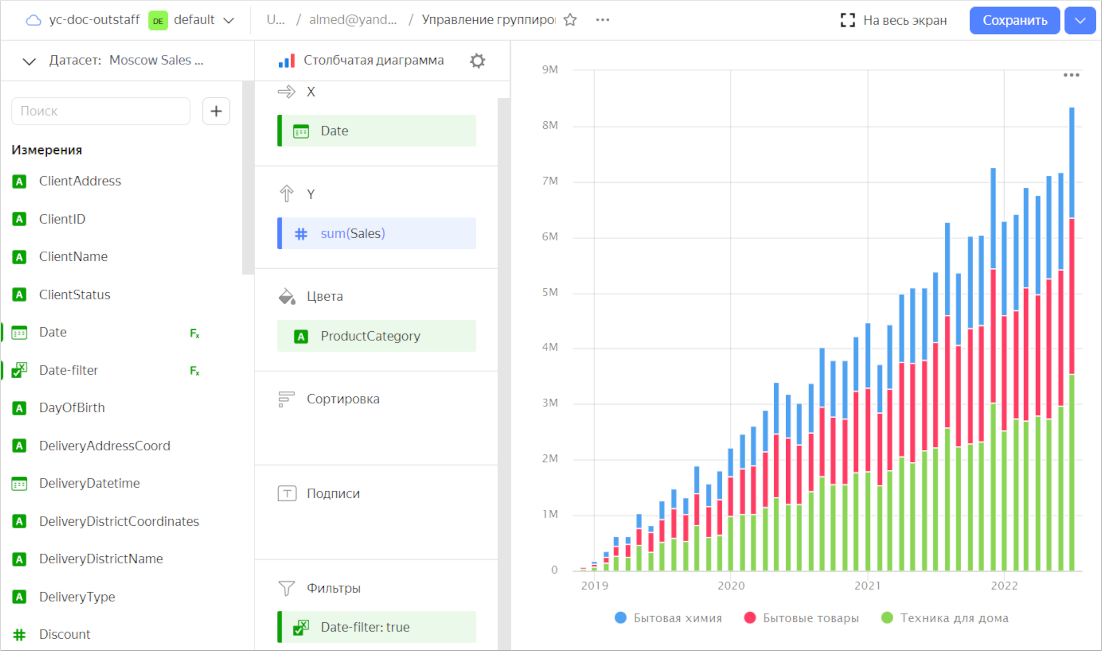 yc-doc-outstaff DE default U... / almed@yand... / Управление группиров ••• На весь экран Сохранить
Датасет: Moscow Sales ...
Поиск
+
Измерения
A ClientAddress
A ClientID
A ClientName
A ClientStatus
Date Fx
Date-filter Fx
A DayOfBirth
A DeliveryAddressCoord
DeliveryDatetime
A DeliveryDistrictCoordinates
A DeliveryDistrictName
A DeliveryType
# Discount
Столбчатая диаграмма
X
Date
Y
# sum(Sales)
Цвета
A ProductCategory
Сортировка
T Подписи
Фильтры
Date-filter: true
9M
8M
7M
6M
5M
4M
3M
2M
1M
0
2019 2020 2021 2022
Бытовая химия Бытовые товары Техника для дома